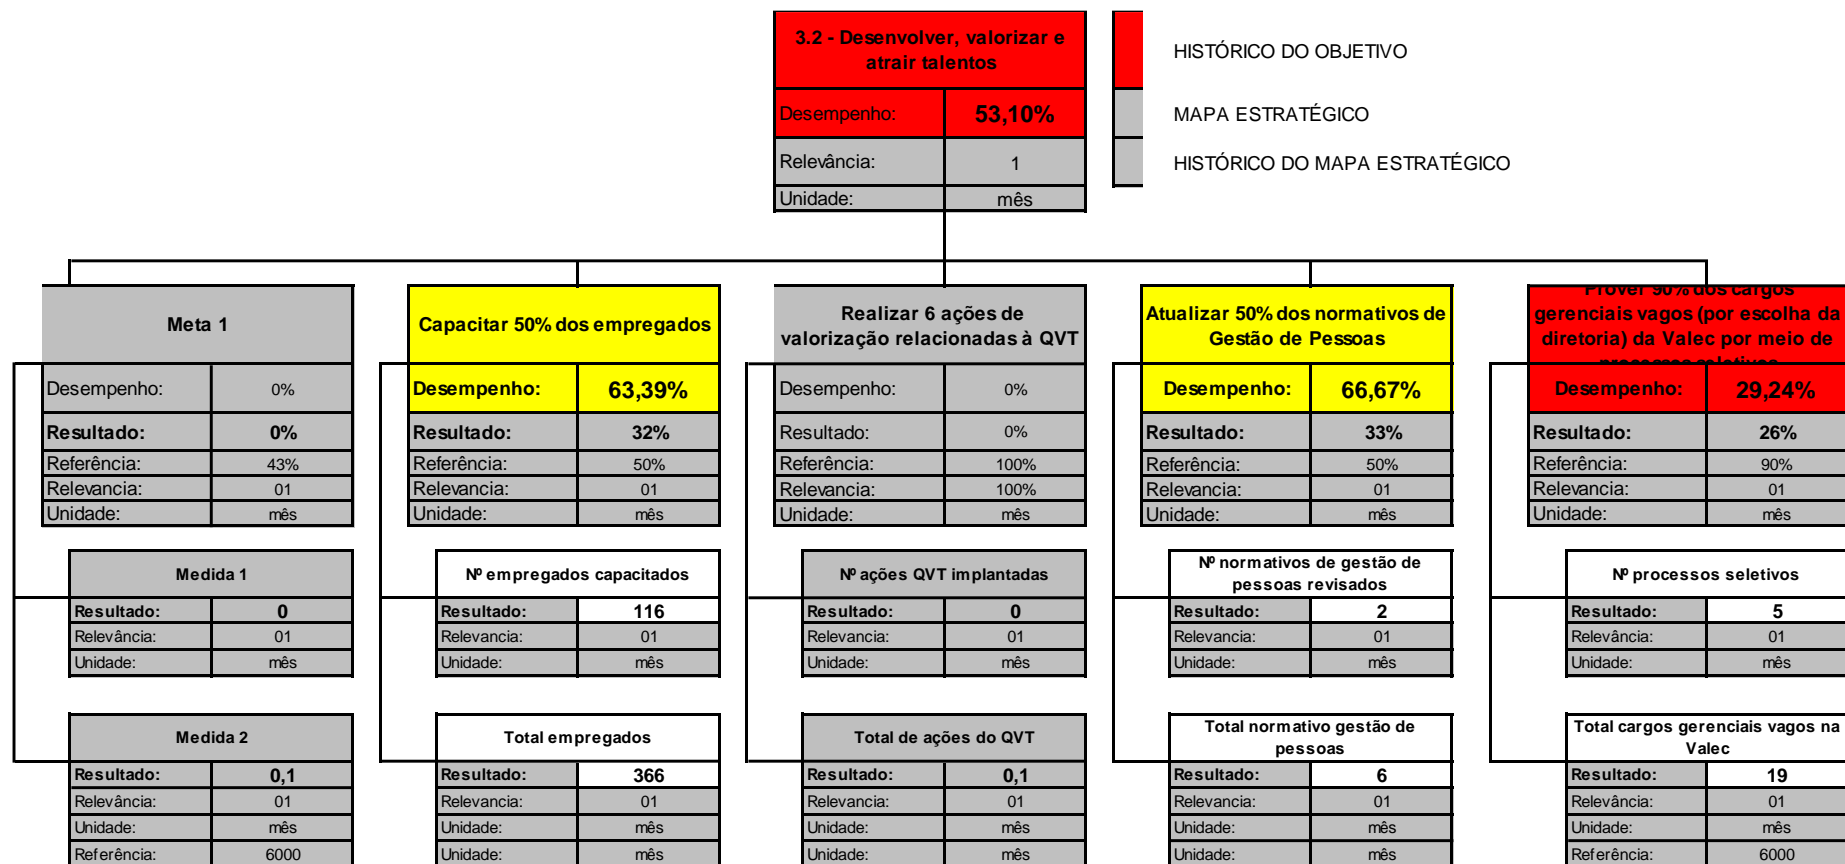 3.2 - Desenvolver, valorizar e
atrair talentos
Desempenho: 53,10%
Relevância: 1
Unidade: mês
HISTÓRICO DO OBJETIVO
MAPA ESTRATÉGICO
HISTÓRICO DO MAPA ESTRATÉGICO
Meta 1
Desempenho: 0%
Resultado: 0%
Referência: 43%
Relevancia: 01
Unidade: mês
Medida 1
Resultado: 0
Relevância: 01
Unidade: mês
Medida 2
Resultado: 0,1
Relevância: 01
Unidade: mês
Referência: 6000
Capacitar 50% dos empregados
Desempenho: 63,39%
Resultado: 32%
Referência: 50%
Relevancia: 01
Unidade: mês
Nº empregados capacitados
Resultado: 116
Relevancia: 01
Unidade: mês
Total empregados
Resultado: 366
Relevancia: 01
Unidade: mês
Unidade: mês
Realizar 6 ações de
valorização relacionadas à QVT
Desempenho: 0%
Resultado: 0%
Referência: 100%
Relevancia: 100%
Unidade: mês
Nº ações QVT implantadas
Resultado: 0
Relevancia: 01
Unidade: mês
Total de ações do QVT
Resultado: 0,1
Relevancia: 01
Unidade: mês
Unidade: mês
Atualizar 50% dos normativos de
Gestão de Pessoas
Desempenho: 66,67%
Resultado: 33%
Referência: 50%
Relevancia: 01
Unidade: mês
Nº normativos de gestão de
pessoas revisados
Resultado: 2
Relevancia: 01
Unidade: mês
Total normativo gestão de
pessoas
Resultado: 6
Relevancia: 01
Unidade: mês
Unidade: mês
Prover 90% dos cargos
gerenciais vagos (por escolha da
diretoria) da Valec por meio de
processos seletivos
Desempenho: 29,24%
Resultado: 26%
Referência: 90%
Relevancia: 01
Unidade: mês
Nº processos seletivos
Resultado: 5
Relevância: 01
Unidade: mês
Total cargos gerenciais vagos na
Valec
Resultado: 19
Relevância: 01
Unidade: mês
Referência: 6000